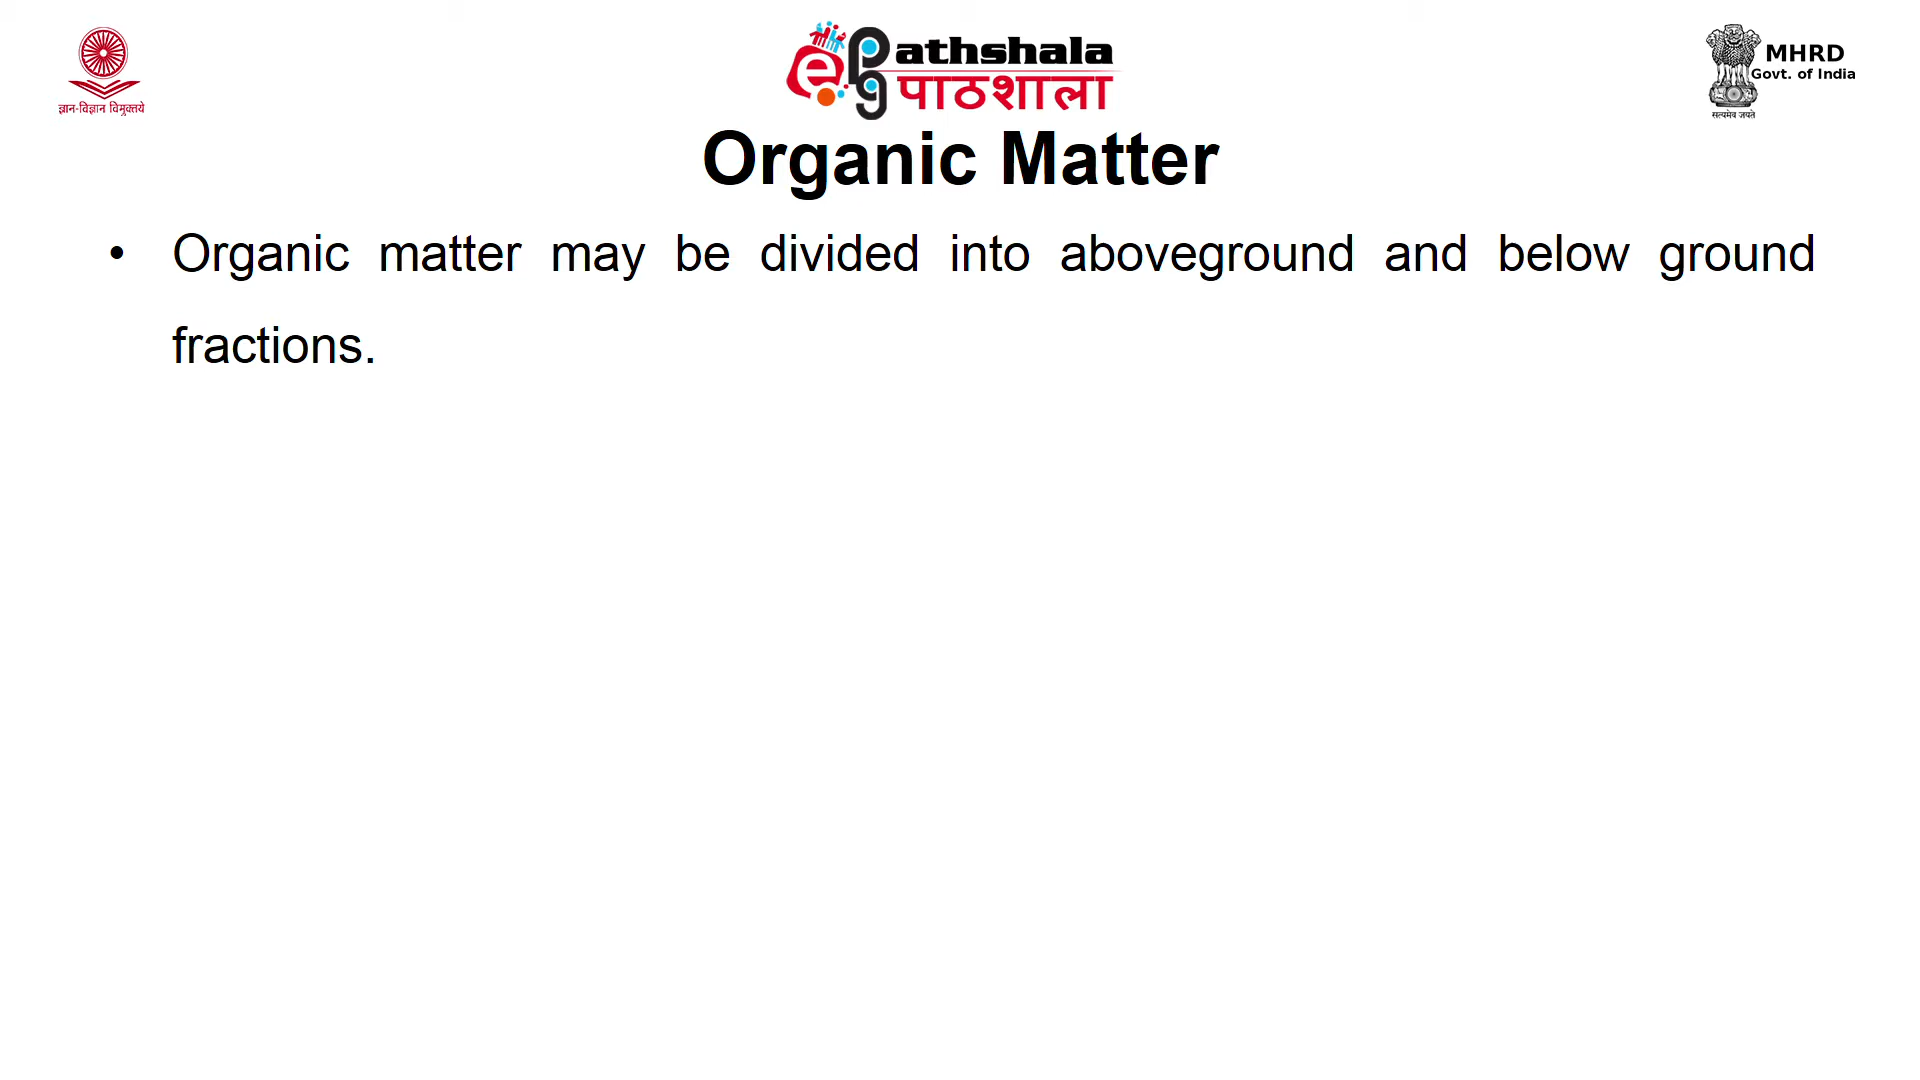 ज्ञान-विज्ञान विमुक्तये
ePG athshala
पाठशाला
MHRD
Govt. of India
सत्यमेव जयते
Organic Matter
• Organic matter may be divided into aboveground and below ground
fractions.